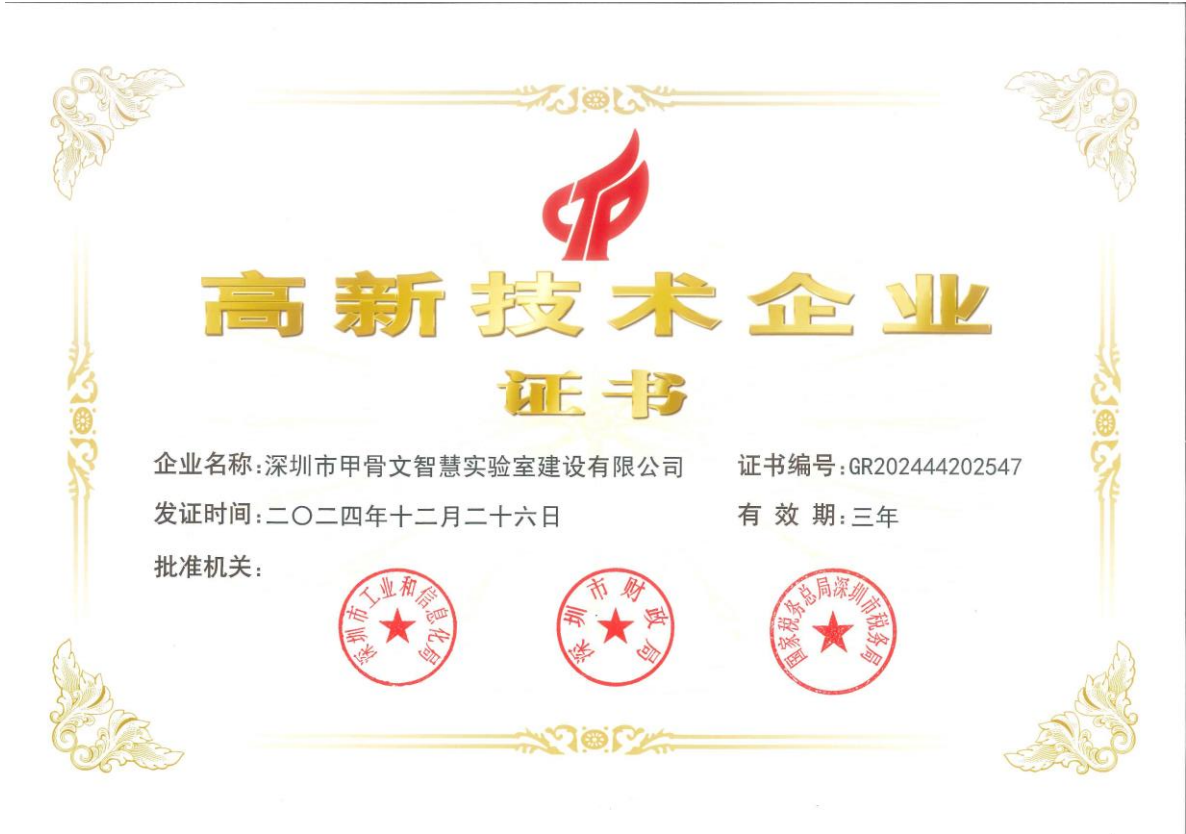 高新技术企业
证书
企业名称:深圳市甲骨文智慧实验室建设有限公司
证书编号:GR202444202547
发证时间:二〇二四年十二月二十六日
有 效 期:三年
批准机关:
深圳市工业和信息化局
深圳市财政局
国家税务总局深圳市税务局